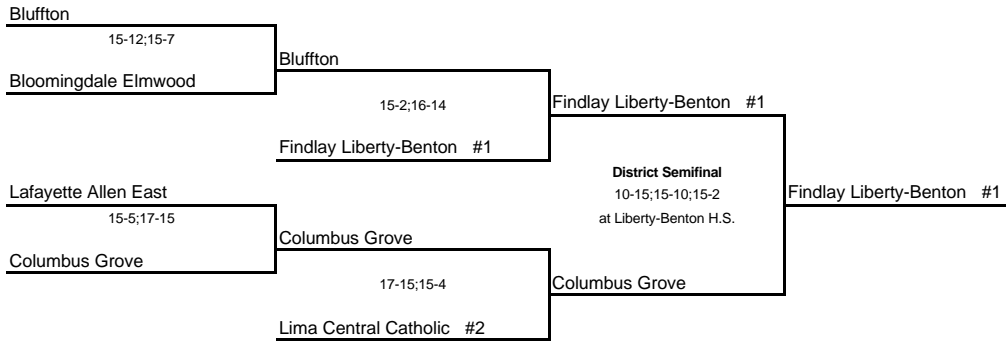 Bluffton
15-12;15-7
Bluffton
Bloomingdale Elmwood
15-2;16-14
Findlay Liberty-Benton #1
Findlay Liberty-Benton #1
District Semifinal
Lafayette Allen East
10-15;15-10;15-2
Findlay Liberty-Benton #1
15-5;17-15
at Liberty-Benton H.S.
Columbus Grove
Columbus Grove
17-15;15-4
Columbus Grove
Lima Central Catholic #2